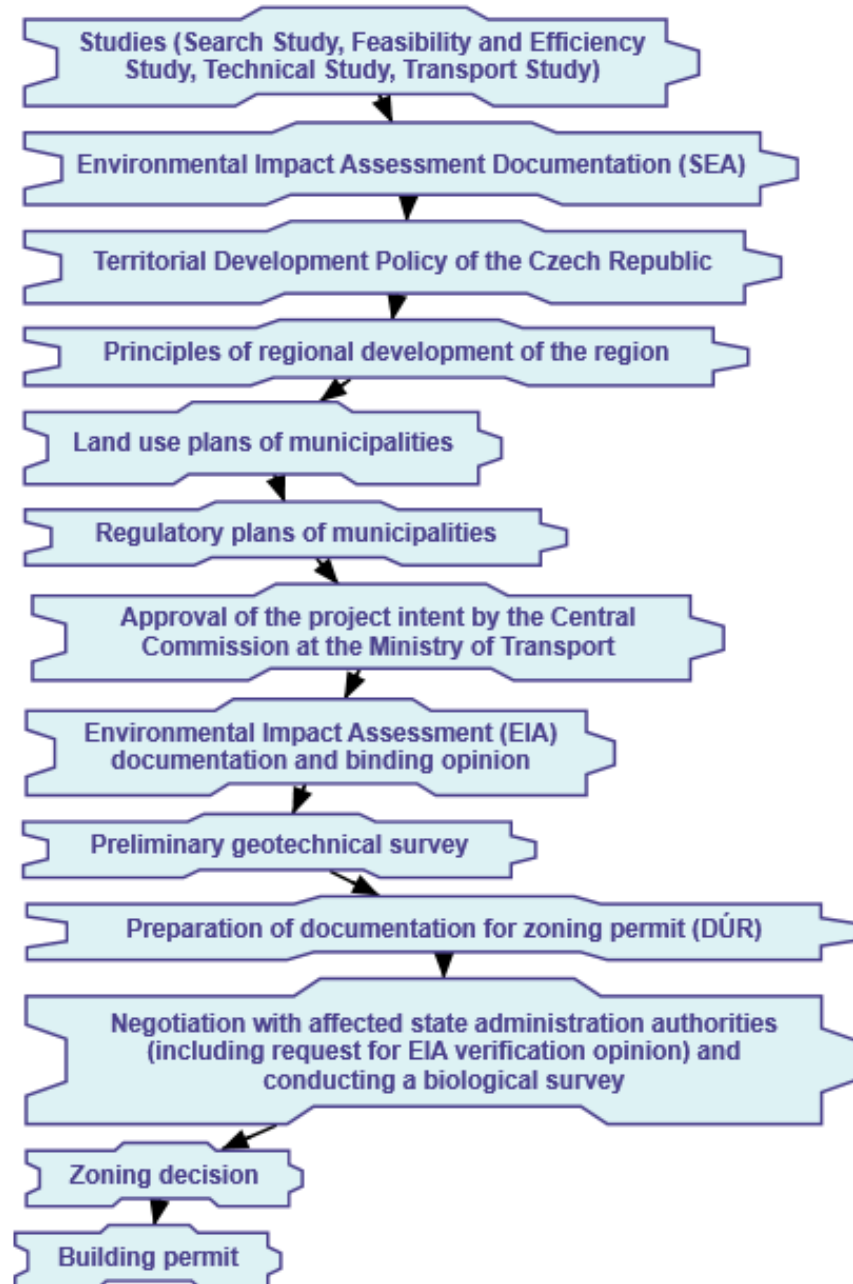 Studies (Search Study, Feasibility and Efficiency
Study, Technical Study, Transport Study)
Environmental Impact Assessment Documentation (SEA)
Territorial Development Policy of the Czech Republic
Principles of regional development of the region
Land use plans of municipalities
Regulatory plans of municipalities
Approval of the project intent by the Central
Commission at the Ministry of Transport
Environmental Impact Assessment (EIA)
documentation and binding opinion
Preliminary geotechnical survey
Preparation of documentation for zoning permit (DÚR)
Negotiation with affected state administration authorities
(including request for EIA verification opinion) and
conducting a biological survey
Zoning decision
Building permit